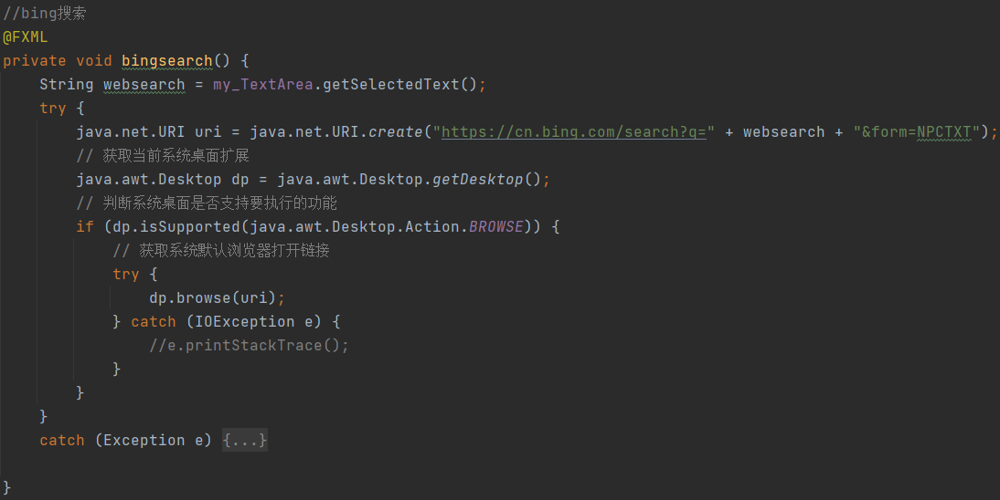 //bing搜索
@FXML
private void bingsearch() {
    String websearch = my_TextArea.getSelectedText();
    try {
        java.net.URI uri = java.net.URI.create("https://cn.bing.com/search?q=" + websearch + "&form=NPCTXT");
        // 获取当前系统桌面扩展
        java.awt.Desktop dp = java.awt.Desktop.getDesktop();
        // 判断系统桌面是否支持要执行的功能
        if (dp.isSupported(java.awt.Desktop.Action.BROWSE)) {
            // 获取系统默认浏览器打开链接
            try {
                dp.browse(uri);
            } catch (IOException e) {
                //e.printStackTrace();
            }
        }
    }
    catch (Exception e) {...}
}